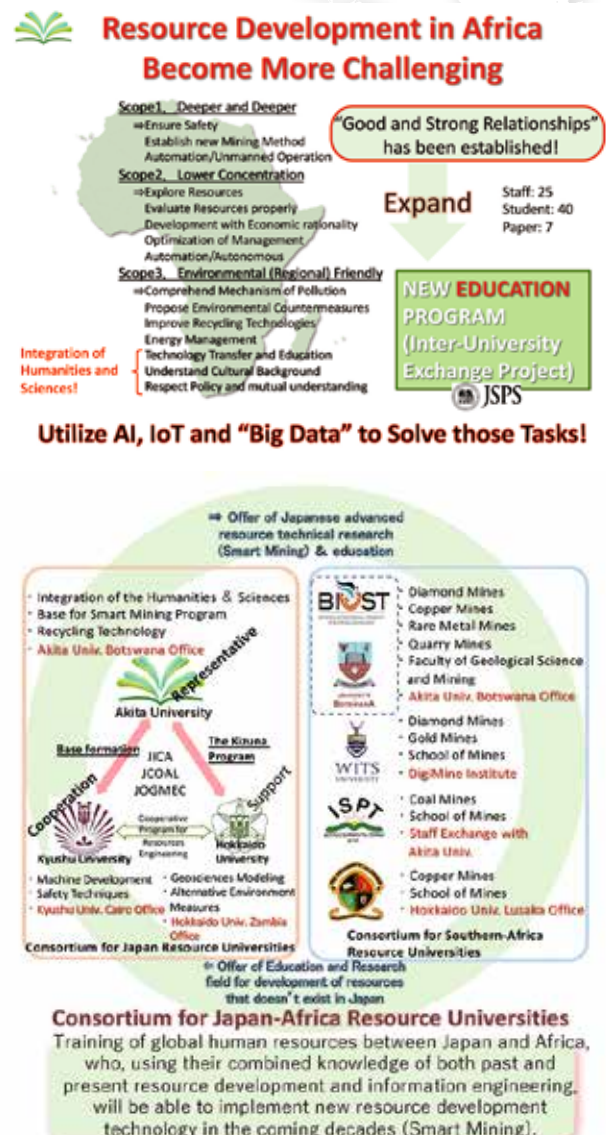 Resource Development in Africa
Become More Challenging
Scope1, Deeper and Deeper
⇒Ensure Safety
Establish new Mining Method
Automation/Unmanned Operation
Scope2, Lower Concentration
⇒Explore Resources
Evaluate Resources properly
Development with Economic rationality
Optimization of Management
Automation/Autonomous
Scope3, Environmental (Regional) Friendly
⇒Comprehend Mechanism of Pollution
Propose Environmental Countermeasures
Improve Recycling Technologies
Energy Management
Technology Transfer and Education
Understand Cultural Background
Respect Policy and mutual understanding
Integration of
Humanities and
Sciences!
"Good and Strong Relationships"
has been established!
Expand
Staff: 25
Student: 40
Paper: 7
NEW EDUCATION
PROGRAM
(Inter-University
Exchange Project)
JSPS
Utilize AI, IoT and "Big Data" to Solve those Tasks!
⇒ Offer of Japanese advanced
resource technical research
(Smart Mining) & education
· Integration of the Humanities & Sciences
· Base for Smart Mining Program
· Recycling Technology
· Akita Univ. Botswana Office
Representative
Akita University
Base formation
The Kizuna
Program
JICA
JCOAL
JOGMEC
Cooperation
Support
Cooperative
Program for
Resources
Engineering
Kyushu University
Hokkaido
University
· Machine Development
Safety Techniques
· Kyushu Univ. Cairo Office
· Geosciences Modeling
· Alternative Environment
Measures
· Hokkaido Univ. Zambia
Office
Consortium for Japan Resource Universities
BIUST
· Diamond Mines
· Copper Mines
· Rare Metal Mines
· Quarry Mines
· Faculty of Geological Science
and Mining
· Akita Univ. Botswana Office
BOTSWANA
· Diamond Mines
· Gold Mines
· School of Mines
· DigiMine Institute
WITS
UNIVERSITY
ISPT
· Coal Mines
· School of Mines
· Staff Exchange with
Akita Univ.
· Copper Mines
· School of Mines
· Hokkaido Univ. Lusaka Office
Consortium for Southern-Africa
Resource Universities
⇐ Offer of Education and Research
field for development of resources
that doesn't exist in Japan
Consortium for Japan-Africa Resource Universities
Training of global human resources between Japan and Africa,
who, using their combined knowledge of both past and
present resource development and information engineering,
will be able to implement new resource development
technology in the coming decades (Smart Mining).